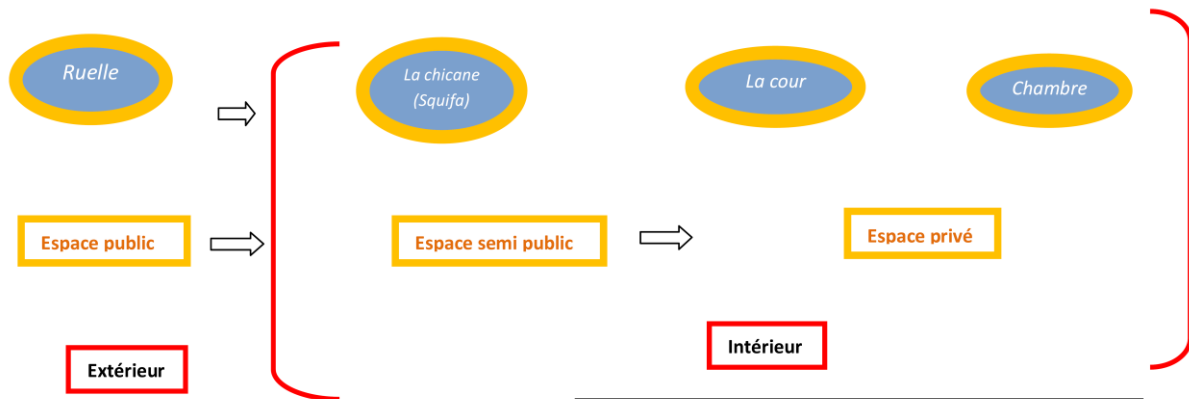 Ruelle
La chicane
(Squifa)
La cour
Chambre
Espace public
Espace semi public
Espace privé
Extérieur
Intérieur